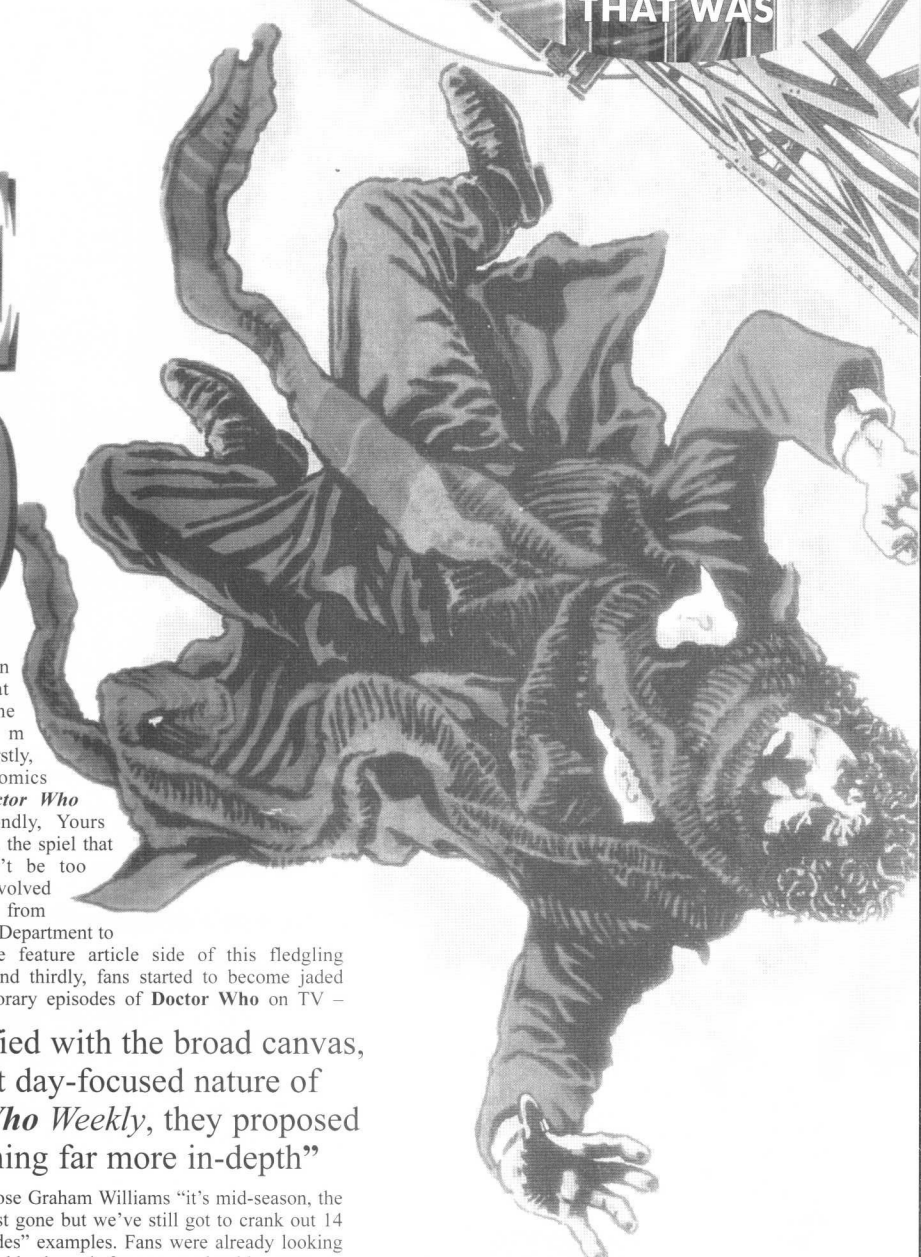 THAT WAS
n
nt
ne
m
stly,
omics
ctor Who
ndly, Yours
the spiel that
't be too
volved
from
Department to
e feature article side of this fledgling
nd thirdly, fans started to become jaded
orary episodes of Doctor Who on TV –
ied with the broad canvas,
t day-focused nature of
Who Weekly, they proposed
ing far more in-depth”
ose Graham Williams “it's mid-season, the
st gone but we've still got to crank out 14
des” examples. Fans were already looking